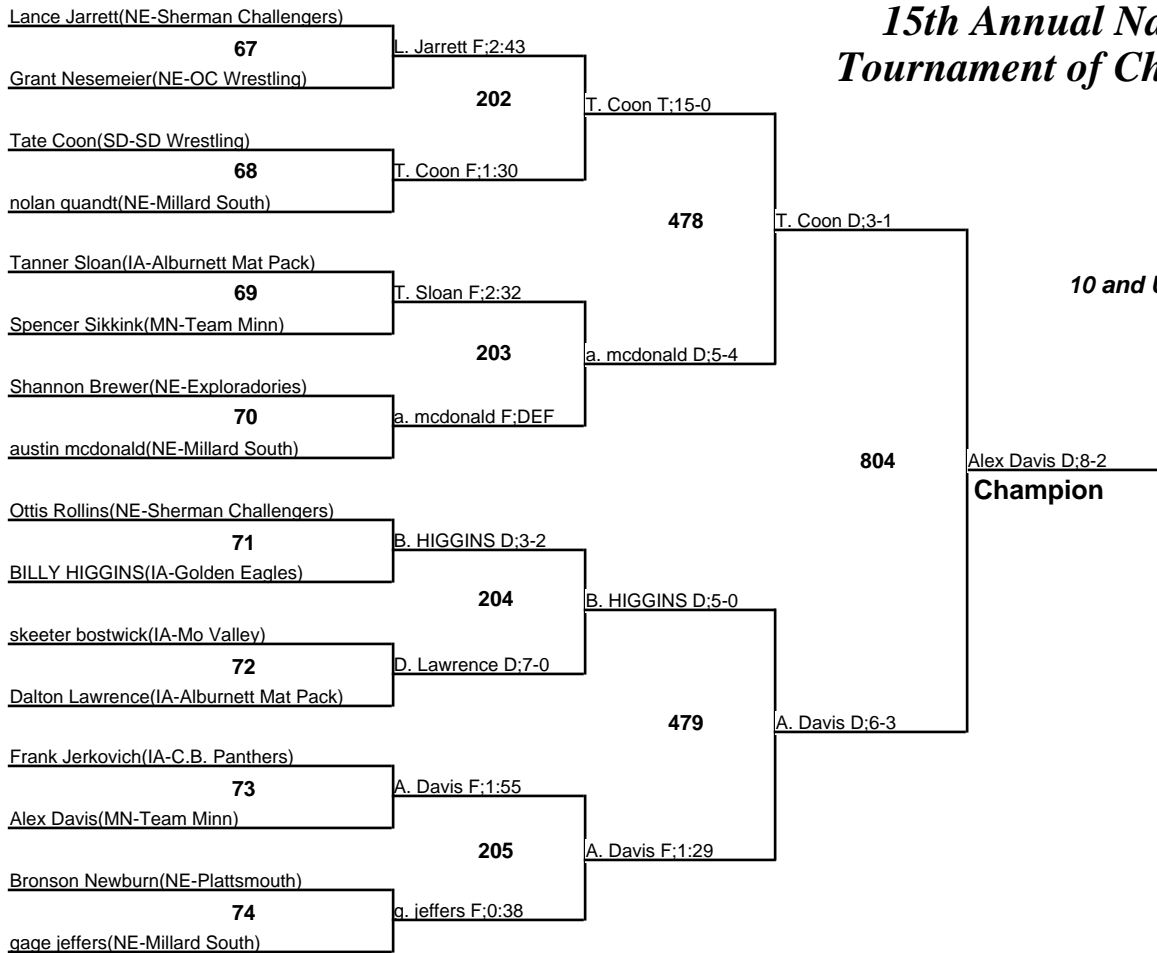 15th Annual Na
Tournament of Ch
10 and U
Lance Jarrett(NE-Sherman Challengers)
67
Grant Nesemeier(NE-OC Wrestling)
L. Jarrett F;2:43
202
Tate Coon(SD-SD Wrestling)
68
nolan quandt(NE-Millard South)
T. Coon F;1:30
T. Coon T;15-0
478
Tanner Sloan(IA-Alburnett Mat Pack)
69
Spencer Sikkink(MN-Team Minn)
T. Sloan F;2:32
203
Shannon Brewer(NE-Exploradories)
70
austin mcdonald(NE-Millard South)
a. mcdonald F;DEF
a. mcdonald D;5-4
T. Coon D;3-1
804
Ottis Rollins(NE-Sherman Challengers)
71
BILLY HIGGINS(IA-Golden Eagles)
B. HIGGINS D;3-2
204
skeeter bostwick(IA-Mo Valley)
72
Dalton Lawrence(IA-Alburnett Mat Pack)
D. Lawrence D;7-0
B. HIGGINS D;5-0
479
Frank Jerkovich(IA-C.B. Panthers)
73
Alex Davis(MN-Team Minn)
A. Davis F;1:55
205
Bronson Newburn(NE-Plattsmouth)
74
gage jeffers(NE-Millard South)
g. jeffers F;0:38
A. Davis F;1:29
A. Davis D;6-3
Alex Davis D;8-2
Champion